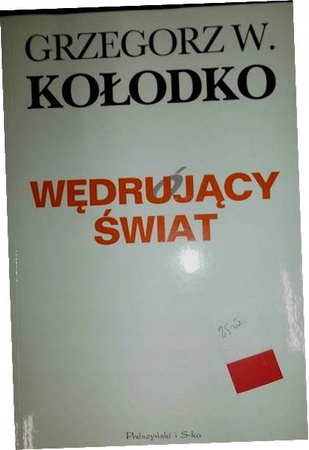 GRZEGORZ W.
KOŁODKO
WĘDRUJĄCY
ó
ŚWIAT
Prószyński i S-ka